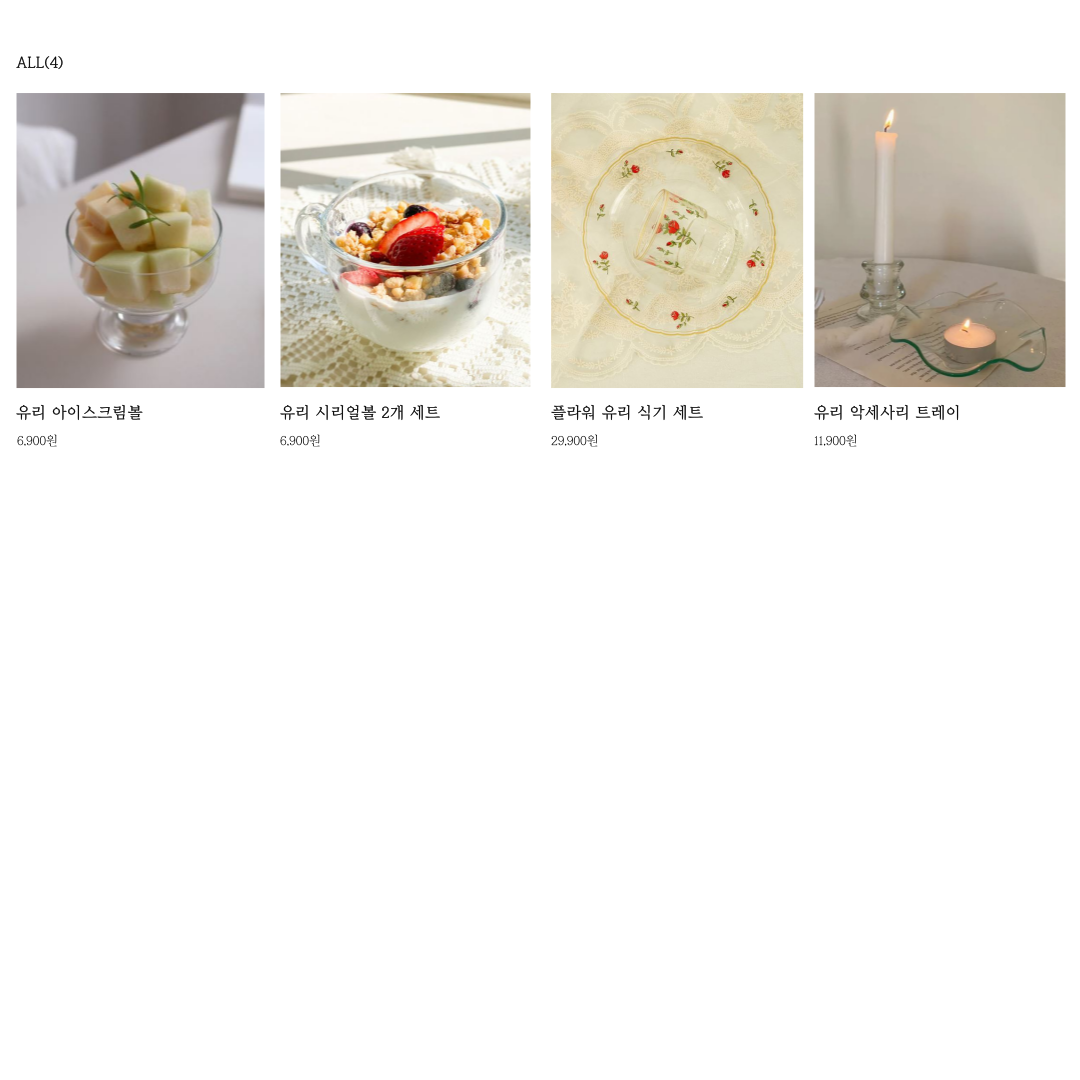 ALL(4)
유리 아이스크림볼
6,900원
유리 시리얼볼 2개 세트
6,900원
플라워 유리 식기 세트
29,900원
유리 악세사리 트레이
11,900원